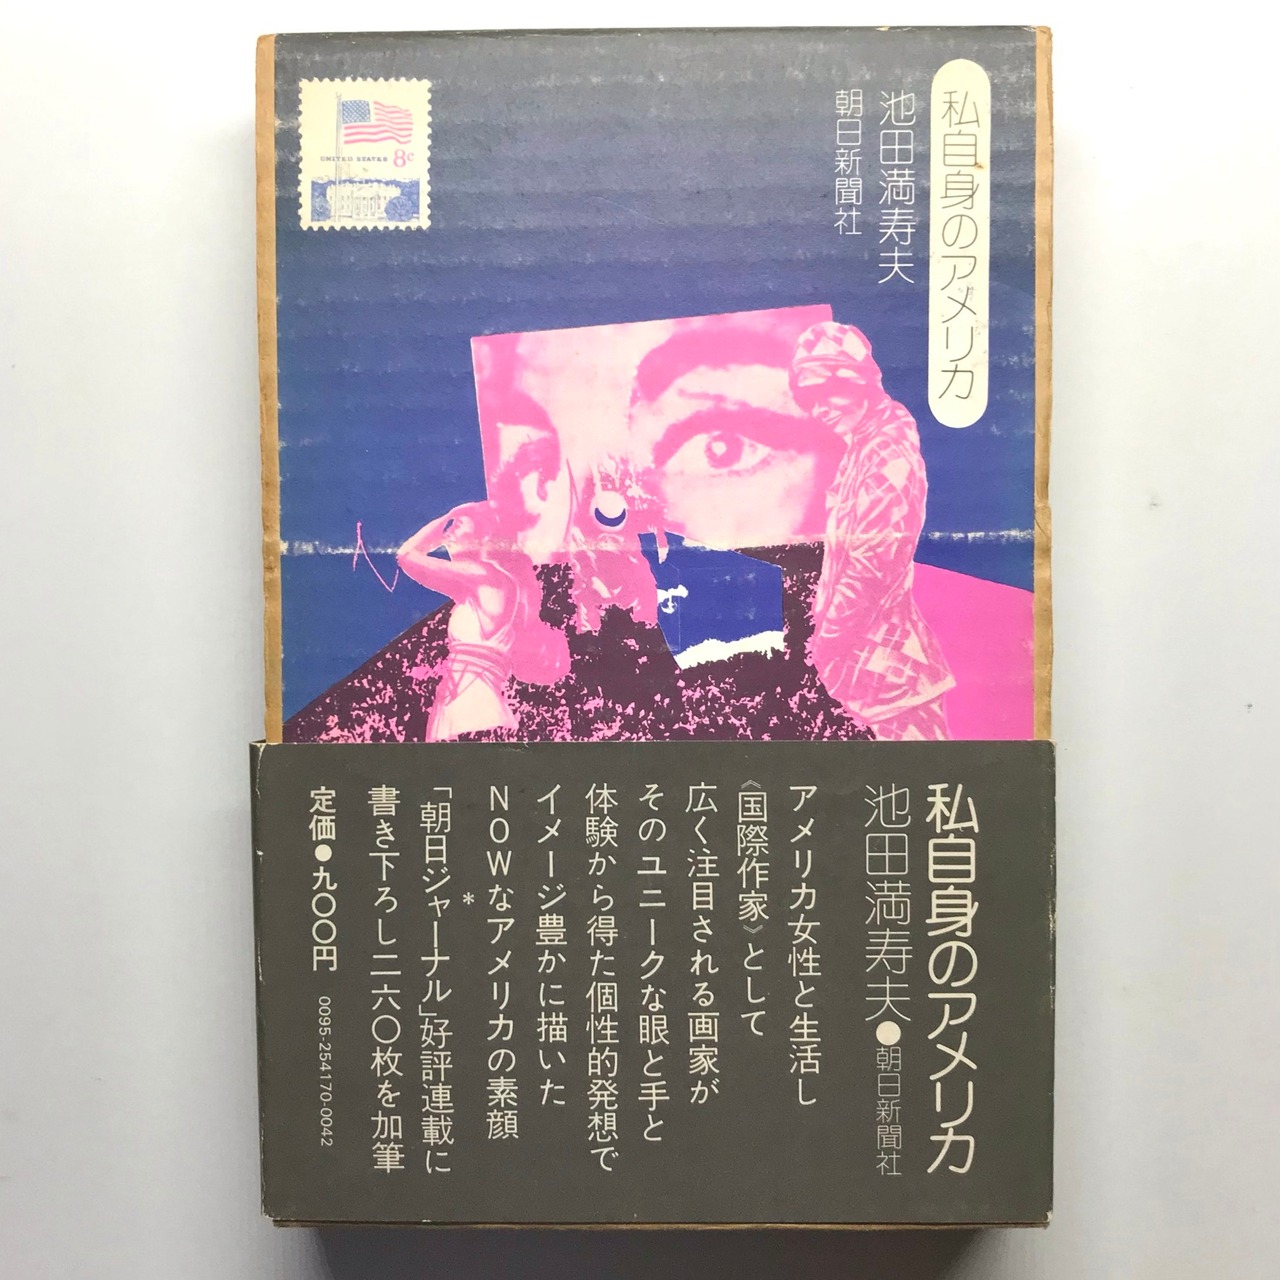 私自身のアメリカ
池田満寿夫
朝日新聞社
UNITED STATES 8c
私自身のアメリカ
池田満寿夫●朝日新聞社
アメリカ女性と生活し
《国際作家》として
広く注目される画家が
そのユニークな眼と手と
体験から得た個性的発想で
イメージ豊かに描いた
NOWなアメリカの素顔
*
「朝日ジャーナル」好評連載に
書き下ろし二六〇枚を加筆
定価●九〇〇円
0095-254170-0042